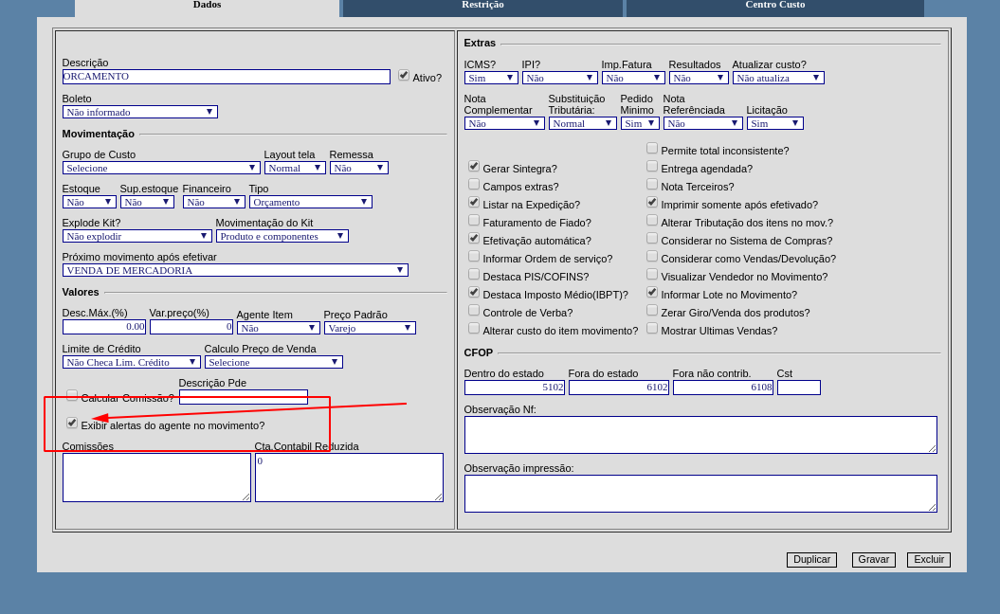 Dados Restrição Centro Custo
Descrição
ORCAMENTO Ativo?
Boleto
Não informado
Movimentação
Grupo de Custo Layout tela Remessa
Selecione Normal Não
Estoque Sup.estoque Financeiro Tipo
Não Não Não Orçamento
Explode Kit? Movimentação do Kit
Não explodir Produto e componentes
Próximo movimento após efetivar
VENDA DE MERCADORIA
Valores
Desc.Máx.(%) Var.preço(%) Agente Item Preço Padrão
0.00 0 Não Varejo
Limite de Crédito Calculo Preço de Venda
Não Checa Lim. Crédito Selecione
Descrição Pde
Calcular Comissão?
Exibir alertas do agente no movimento?
Comissões Cta.Contabil Reduzida
0
Extras
ICMS? IPI? Imp.Fatura Resultados Atualizar custo?
Sim Não Não Não Não atualiza
Nota Substituição Pedido Nota
Complementar Tributária: Minimo Referênciada Licitação
Não Normal Sim Não Sim
Permite total inconsistente?
Gerar Sintegra? Entrega agendada?
Campos extras? Nota Terceiros?
Listar na Expedição? Imprimir somente após efetivado?
Faturamento de Fiado? Alterar Tributação dos itens no mov.?
Efetivação automática? Considerar no Sistema de Compras?
Informar Ordem de serviço? Considerar como Vendas/Devolução?
Destaca PIS/COFINS? Visualizar Vendedor no Movimento?
Destaca Imposto Médio(IBPT)? Informar Lote no Movimento?
Controle de Verba? Zerar Giro/Venda dos produtos?
Alterar custo do item movimento? Mostrar Ultimas Vendas?
CFOP
Dentro do estado Fora do estado Fora não contrib. Cst
5102 6102 6108
Observação Nf:
Observação impressão:
Duplicar Gravar Excluir